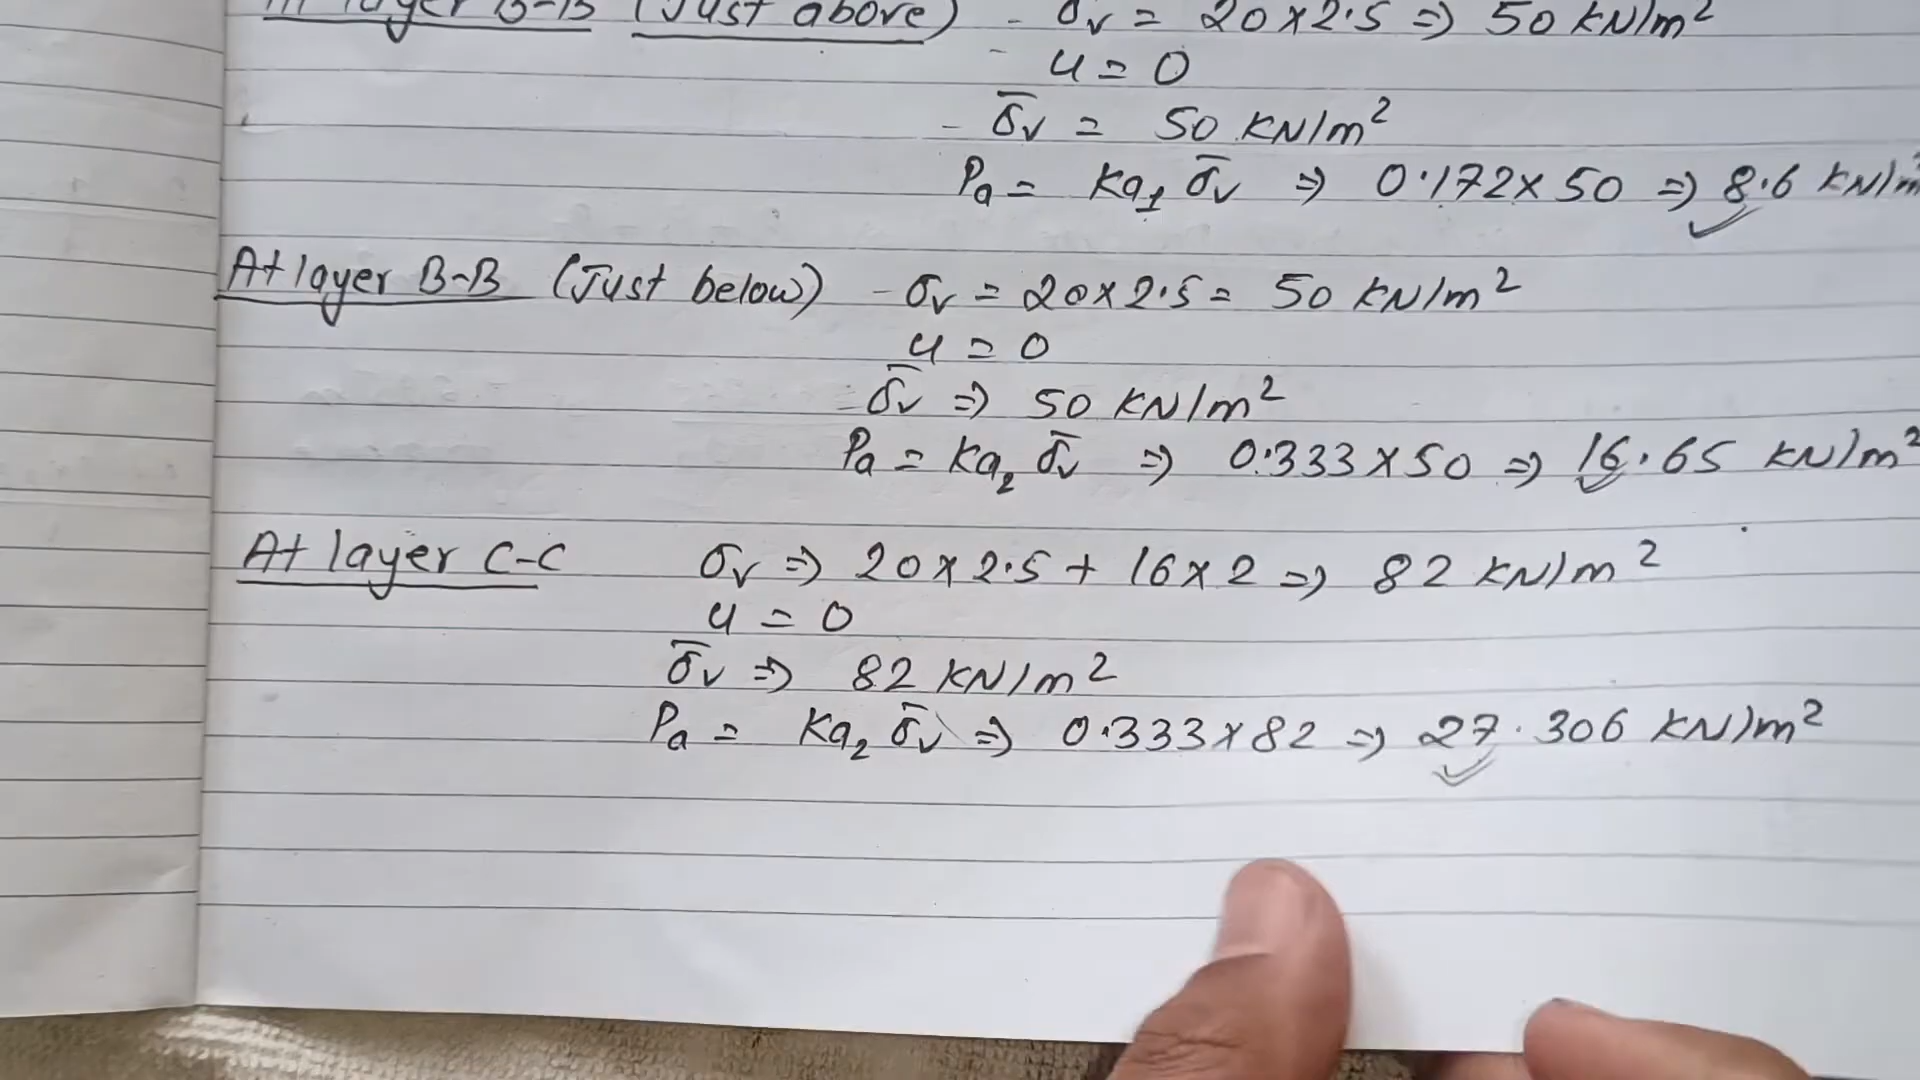 layer B-B (Just above) - σv = 20×2.5 ⇒ 50 KN/m²
u = 0
- σ̄v = 50 KN/m²
Pa = Ka₁ σ̄v ⇒ 0.172×50 ⇒ 8.6 KN/m²
At layer B-B (Just below) - σv = 20×2.5 = 50 KN/m²
u = 0
- σ̄v ⇒ 50 KN/m²
Pa = Ka₂ σ̄v ⇒ 0.333×50 ⇒ 16.65 KN/m²
At layer C-C σv ⇒ 20×2.5 + 16×2 ⇒ 82 KN/m²
u = 0
σ̄v ⇒ 82 KN/m²
Pa = Ka₂ σ̄v ⇒ 0.333×82 ⇒ 27.306 KN/m²